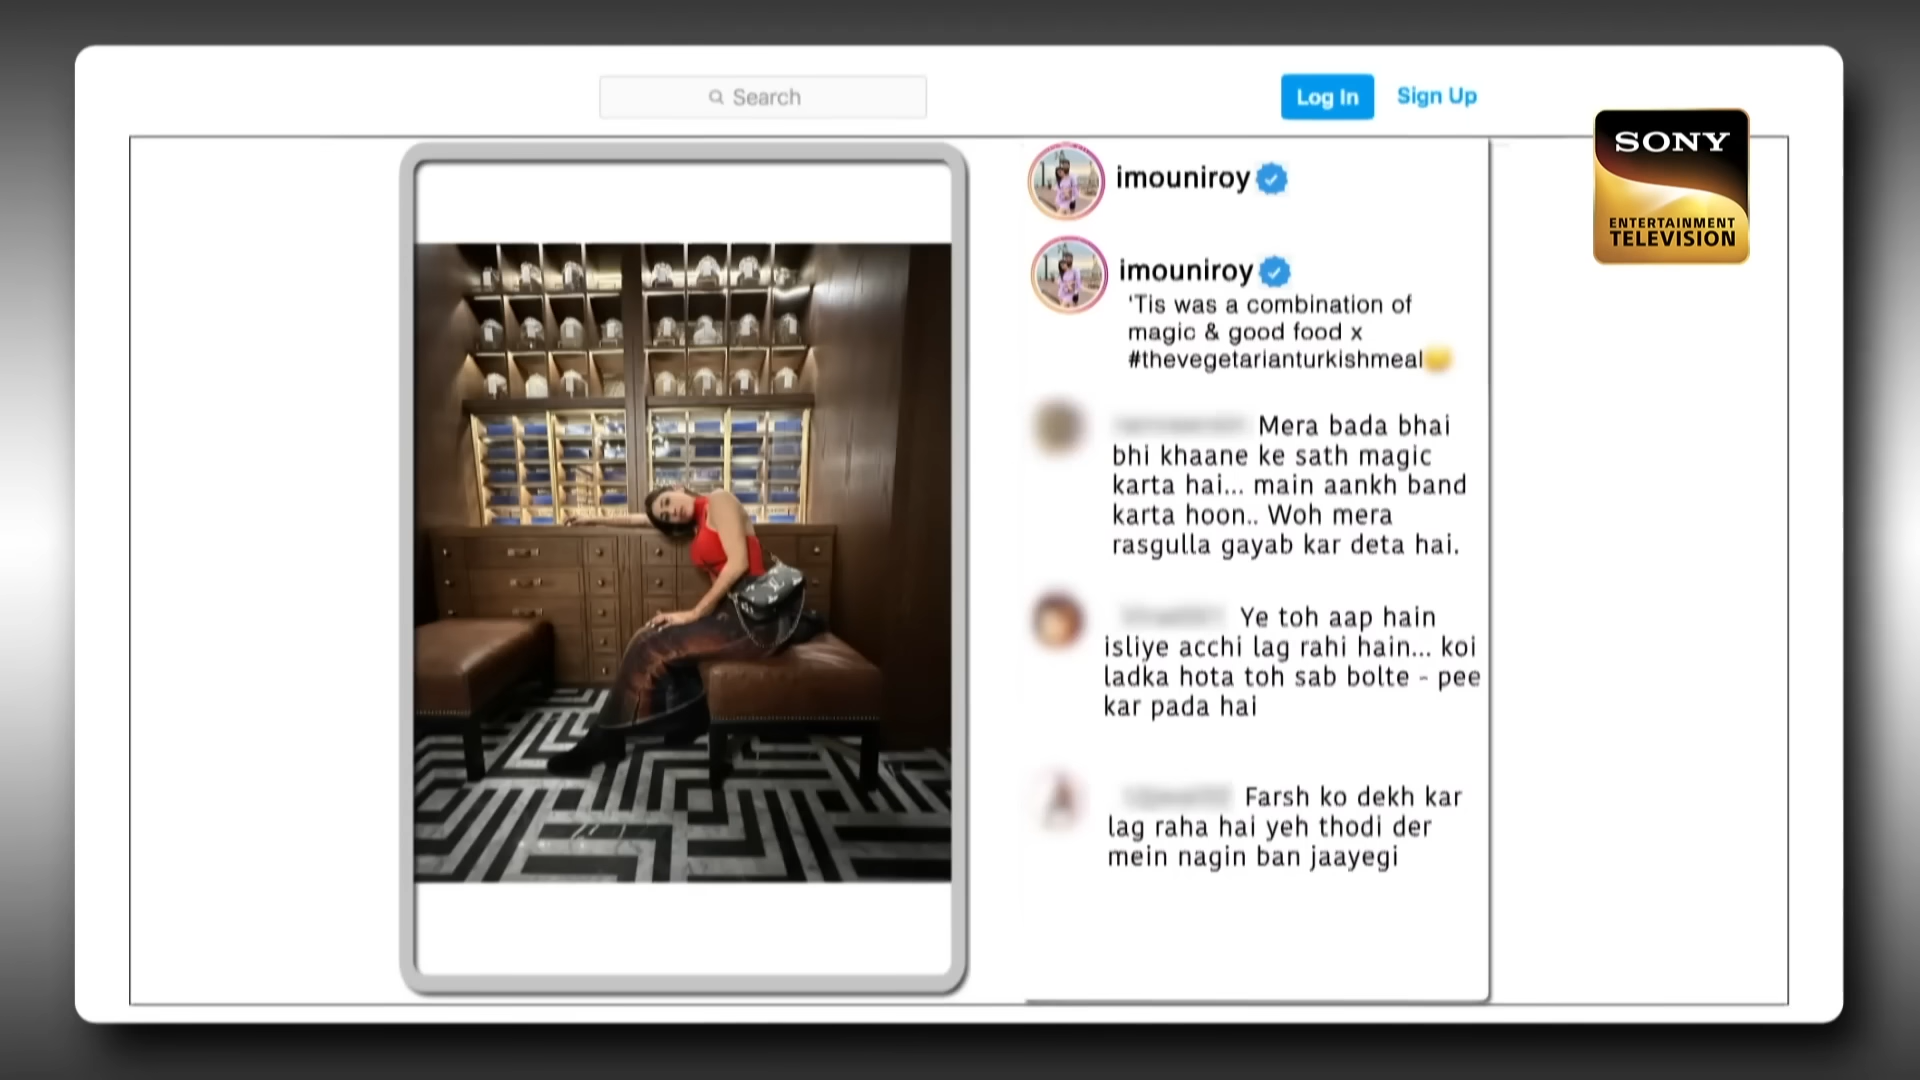 Search
Log In
Sign Up
SONY
ENTERTAINMENT
TELEVISION
imouniroy
imouniroy
'Tis was a combination of
magic & good food x
#thevegetarianturkishmeal
Mera bada bhai
bhi khaane ke sath magic
karta hai... main aankh band
karta hoon.. Woh mera
rasgulla gayab kar deta hai.
Ye toh aap hain
isliye acchi lag rahi hain... koi
ladka hota toh sab bolte - pee
kar pada hai
Farsh ko dekh kar
lag raha hai yeh thodi der
mein nagin ban jaayegi